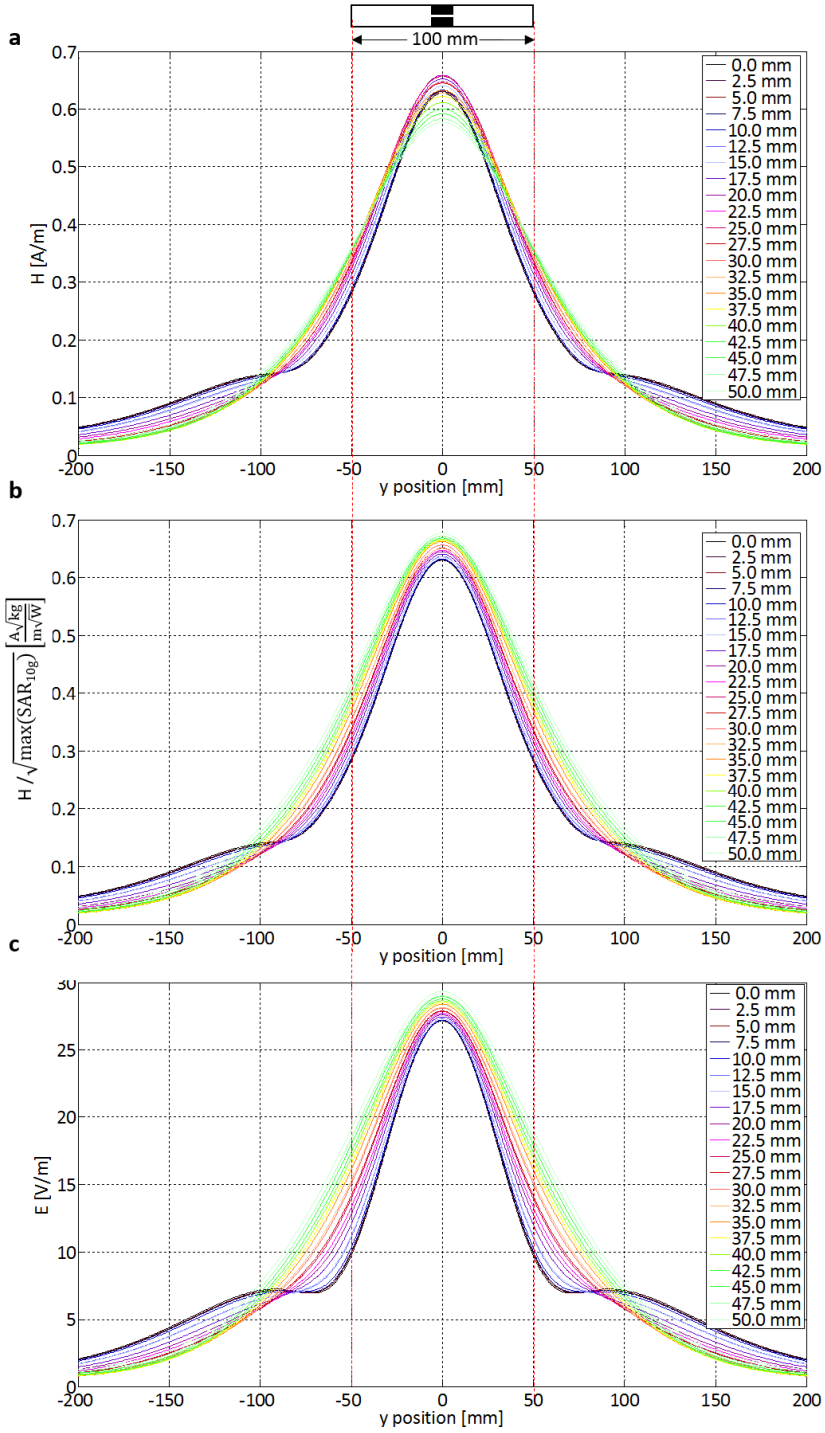 100 mm
a
0.7
0.6
0.5
0.4
0.3
0.2
0.1
0
H [A/m]
-200 -150 -100 -50 0 50 100 150 200
y position [mm]
0.0 mm
2.5 mm
5.0 mm
7.5 mm
10.0 mm
12.5 mm
15.0 mm
17.5 mm
20.0 mm
22.5 mm
25.0 mm
27.5 mm
30.0 mm
32.5 mm
35.0 mm
37.5 mm
40.0 mm
42.5 mm
45.0 mm
47.5 mm
50.0 mm
b
0.7
0.6
0.5
0.4
0.3
0.2
0.1
0
H /√max(SAR10g) [A√kg/m√W]
-200 -150 -100 -50 0 50 100 150 200
y position [mm]
0.0 mm
2.5 mm
5.0 mm
7.5 mm
10.0 mm
12.5 mm
15.0 mm
17.5 mm
20.0 mm
22.5 mm
25.0 mm
27.5 mm
30.0 mm
32.5 mm
35.0 mm
37.5 mm
40.0 mm
42.5 mm
45.0 mm
47.5 mm
50.0 mm
c
30
25
20
15
10
5
0
E [V/m]
-200 -150 -100 -50 0 50 100 150 200
y position [mm]
0.0 mm
2.5 mm
5.0 mm
7.5 mm
10.0 mm
12.5 mm
15.0 mm
17.5 mm
20.0 mm
22.5 mm
25.0 mm
27.5 mm
30.0 mm
32.5 mm
35.0 mm
37.5 mm
40.0 mm
42.5 mm
45.0 mm
47.5 mm
50.0 mm